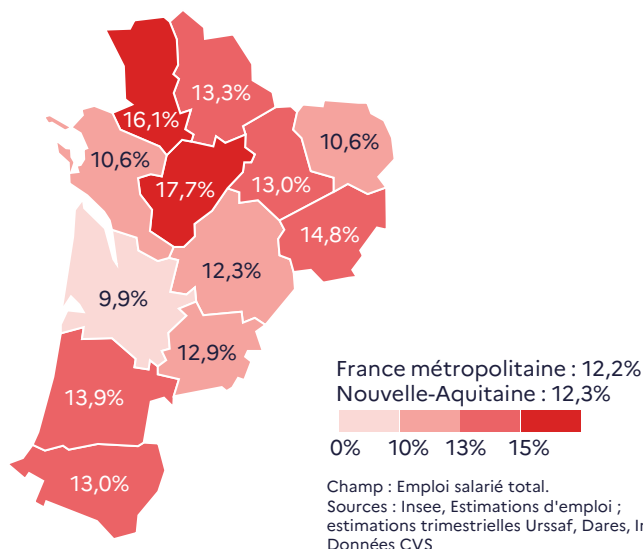 13,3%
16,1%
10,6%
10,6%
17,7%
13,0%
14,8%
12,3%
9,9%
12,9%
France métropolitaine : 12,2%
Nouvelle-Aquitaine : 12,3%
13,9%
0% 10% 13% 15%
13,0%
Champ : Emploi salarié total.
Sources : Insee, Estimations d'emploi ;
estimations trimestrielles Urssaf, Dares,
Données CVS